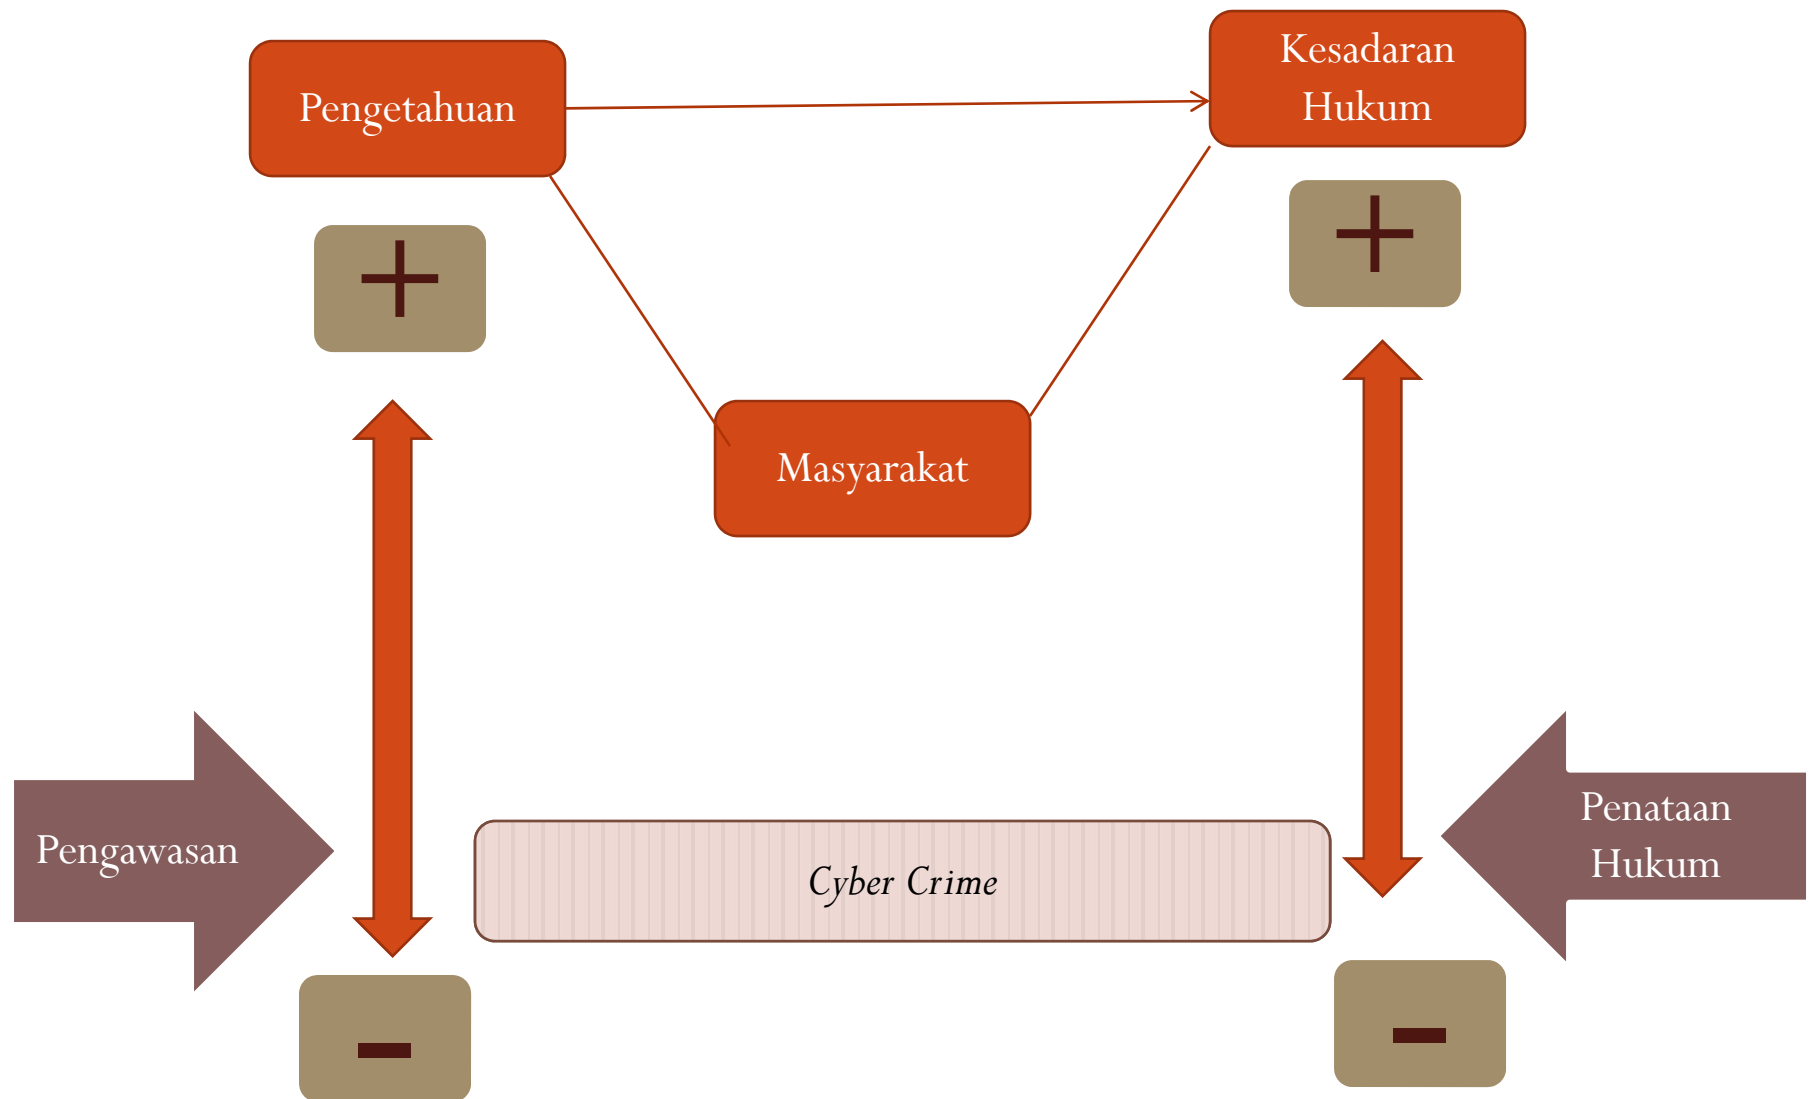 Pengetahuan
Kesadaran
Hukum
+
+
Masyarakat
Pengawasan
Cyber Crime
Penataan
Hukum
-
-